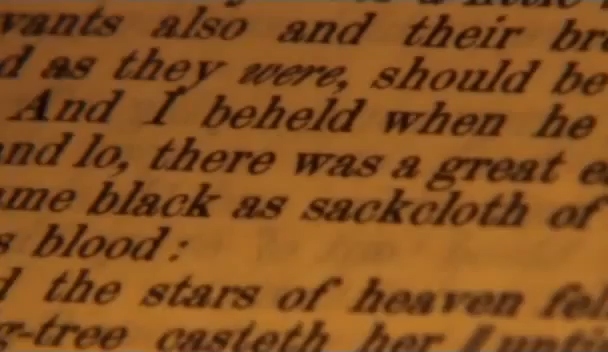 vants also and their br
d as they were, should be
And I beheld when he
and lo, there was a great e
ame black as sackcloth of
s blood:
d the stars of heaven fel
g-tree casteth her